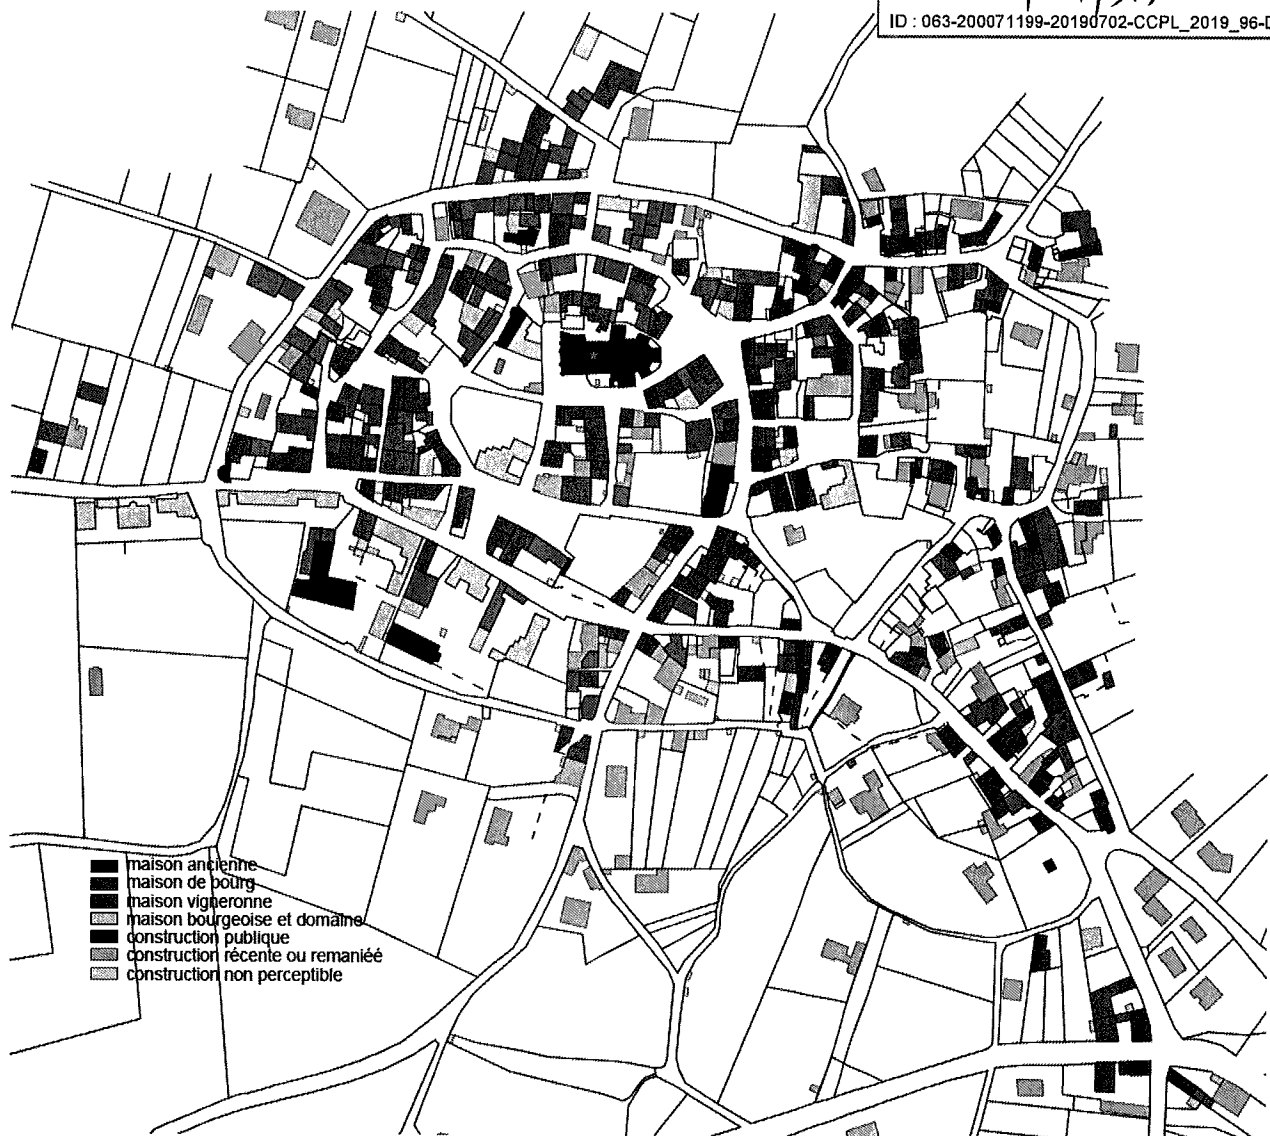 ID : 063-200071199-20190702-CCPL_2019_96-D
maison ancienne
maison de bourg
maison vigneronne
maison bourgeoise et domaine
construction publique
construction récente ou remaniéé
construction non perceptible